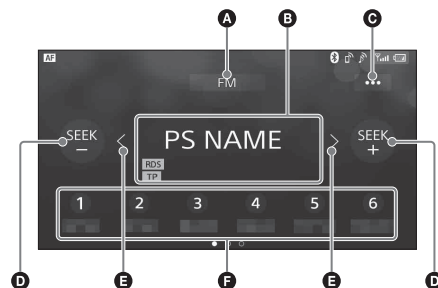 A B C
AF
FM
SEEK
−
PS NAME
SEEK
+
RDS
TP
1 2 3 4 5 6
D E F E D